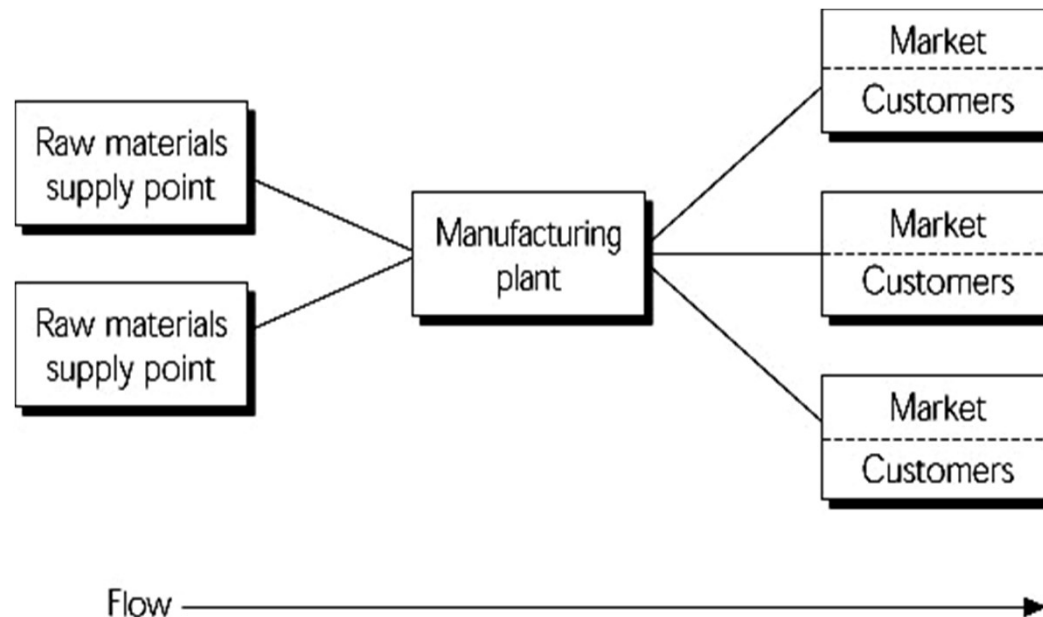 Raw materials
supply point
Raw materials
supply point
Manufacturing
plant
Market
Customers
Market
Customers
Market
Customers
Flow